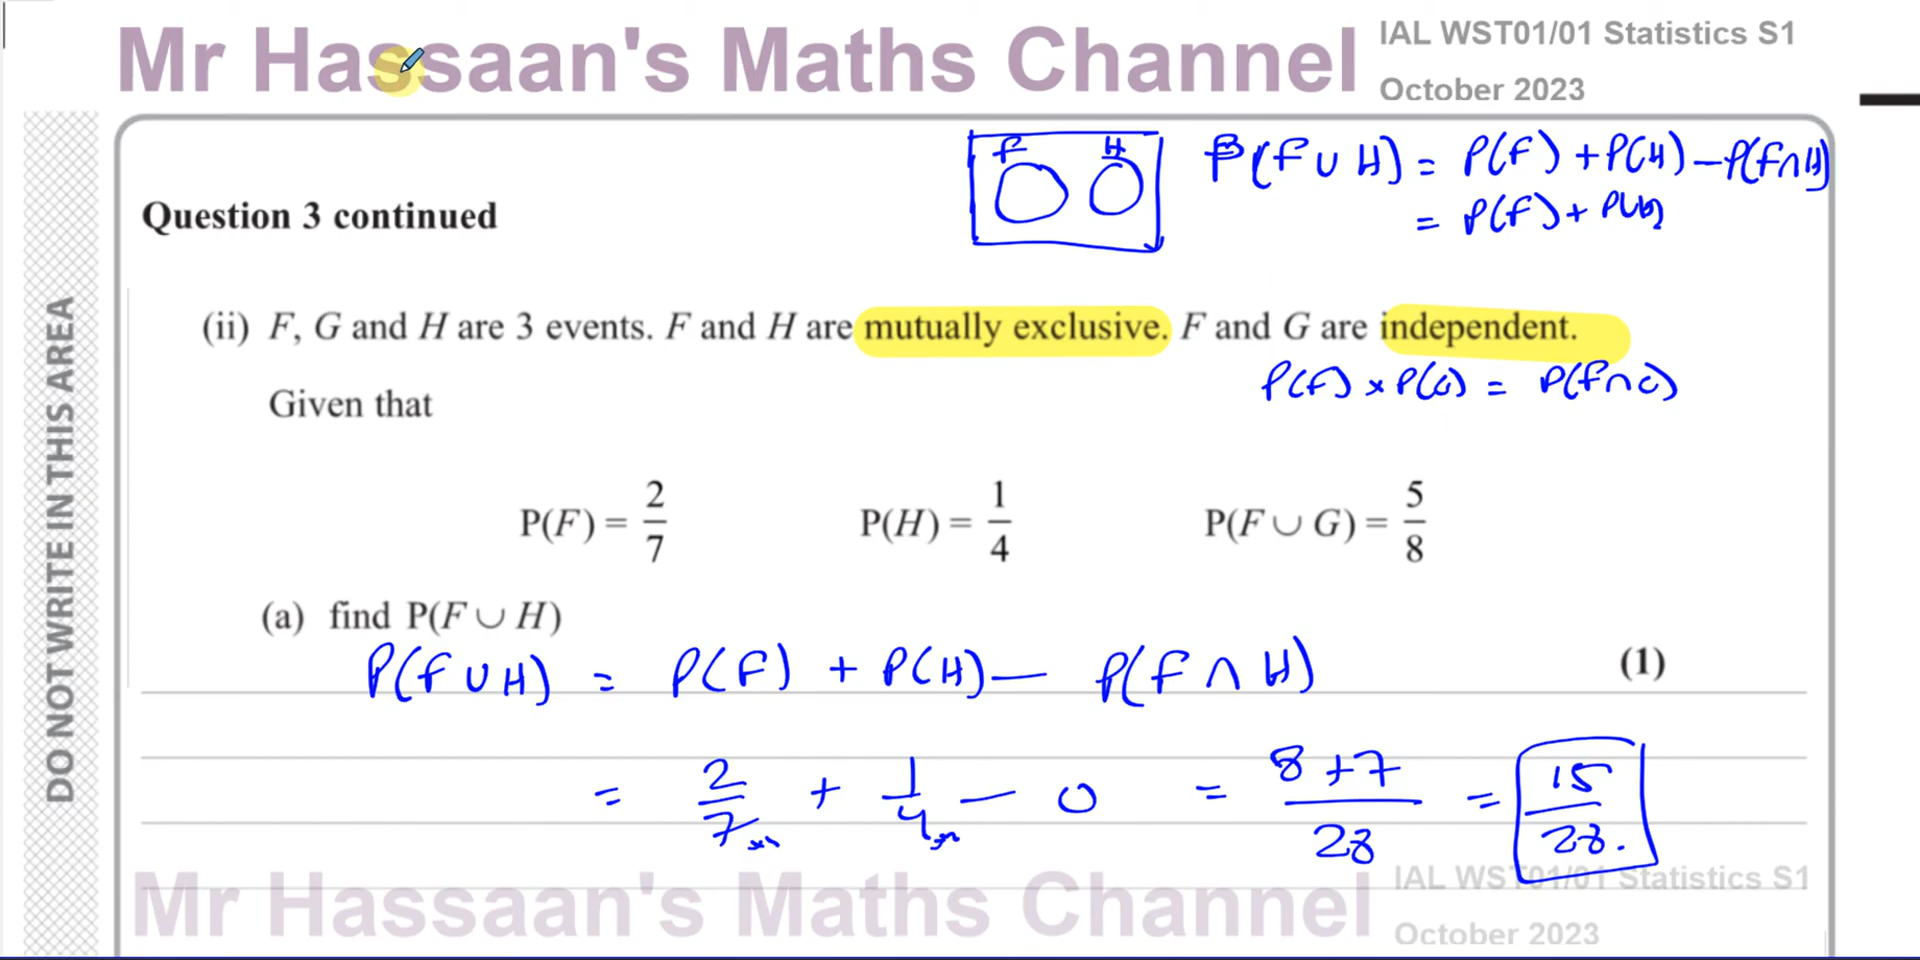 Mr Hassaan's Maths Channel
IAL WST01/01 Statistics S1
October 2023
P(F ∪ H) = P(F) + P(H) – P(F∩H)
= P(F) + P(H)
F H
Question 3 continued
(ii) F, G and H are 3 events. F and H are mutually exclusive. F and G are independent.
P(F) × P(G) = P(F∩G)
Given that
P(F) = 2/7 P(H) = 1/4 P(F ∪ G) = 5/8
(a) find P(F ∪ H)
(1)
P(F ∪ H) = P(F) + P(H) – P(F ∩ H)
= 2/7 + 1/4 – 0 = 8+7/28 = 15/28.
DO NOT WRITE IN THIS AREA
Mr Hassaan's Maths Channel
IAL WST01/01 Statistics S1
October 2023